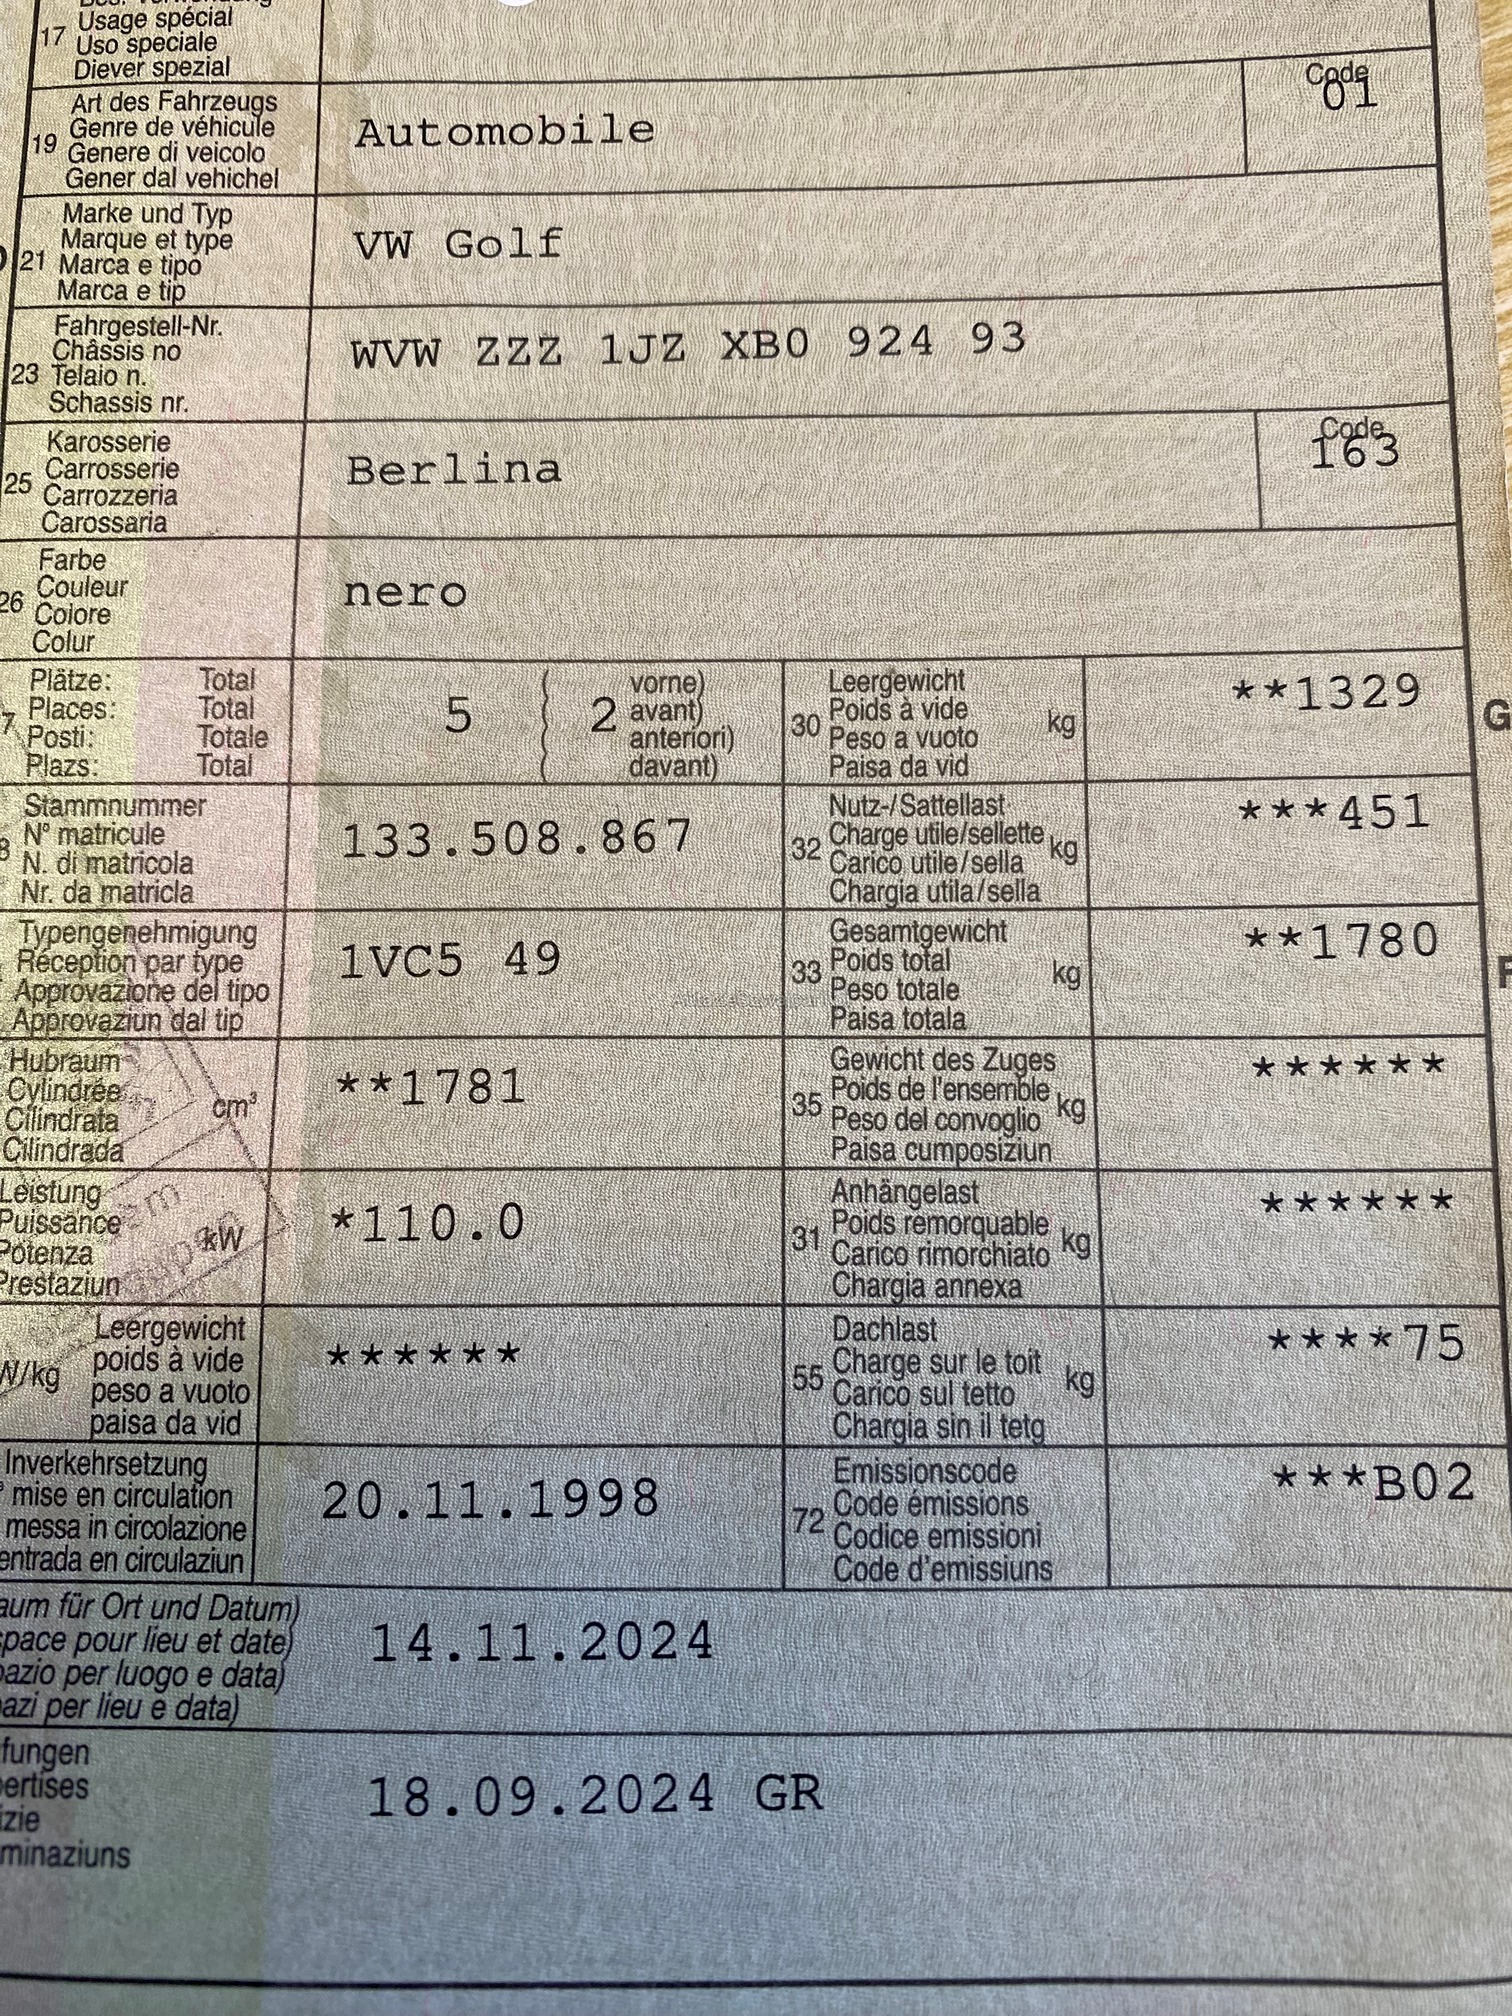 17 Usage spécial
Uso speciale
Diever spezial
Art des Fahrzeugs
19 Genre de véhicule
Genere di veicolo
Gener dal vehichel
Automobile
Code
01
Marke und Typ
21 Marque et type
Marca e tipo
Marca e tip
VW Golf
Fahrgestell-Nr.
Châssis no
23 Telaio n.
Schassis nr.
WVW ZZZ 1JZ XB0 924 93
Karosserie
25 Carrosserie
Carrozzeria
Carossaria
Berlina
Code
163
Farbe
26 Couleur
Colore
Colur
nero
Plätze: Total
7 Places: Total
Posti: Totale
Plazs: Total
5
2
vorne)
avant)
anteriori)
davant)
Leergewicht
30 Poids à vide kg
Peso a vuoto
Paisa da vid
**1329
G
Stammnummer
8 N° matricule
N. di matricola
Nr. da matricla
133.508.867
Nutz-/Sattellast
32 Charge utile/sellette kg
Carico utile/sella
Chargia utila/sella
***451
Typengenehmigung
Réception par type
Approvazione del tipo
Approvaziun dal tip
1VC5 49
Gesamtgewicht
33 Poids total kg
Peso totale
Paisa totala
**1780
F
Hubraum
Cylindrée
Cilindrata cm³
Cilindrada
**1781
Gewicht des Zuges
35 Poids de l'ensemble kg
Peso del convoglio
Paisa cumposiziun
******
Leistung
Puissance
Potenza kW
Prestaziun
*110.0
Anhängelast
31 Poids remorquable kg
Carico rimorchiato
Chargia annexa
******
Leergewicht
W/kg poids à vide
peso a vuoto
paisa da vid
******
Dachlast
55 Charge sur le toit kg
Carico sul tetto
Chargia sin il tetg
****75
Inverkehrsetzung
mise en circulation
messa in circolazione
entrada en circulaziun
20.11.1998
Emissionscode
72 Code émissions
Codice emissioni
Code d'emissiuns
***B02
aum für Ort und Datum)
space pour lieu et date)
pazio per luogo e data)
pazi per lieu e data)
14.11.2024
fungen
pertises
izie
minaziuns
18.09.2024 GR